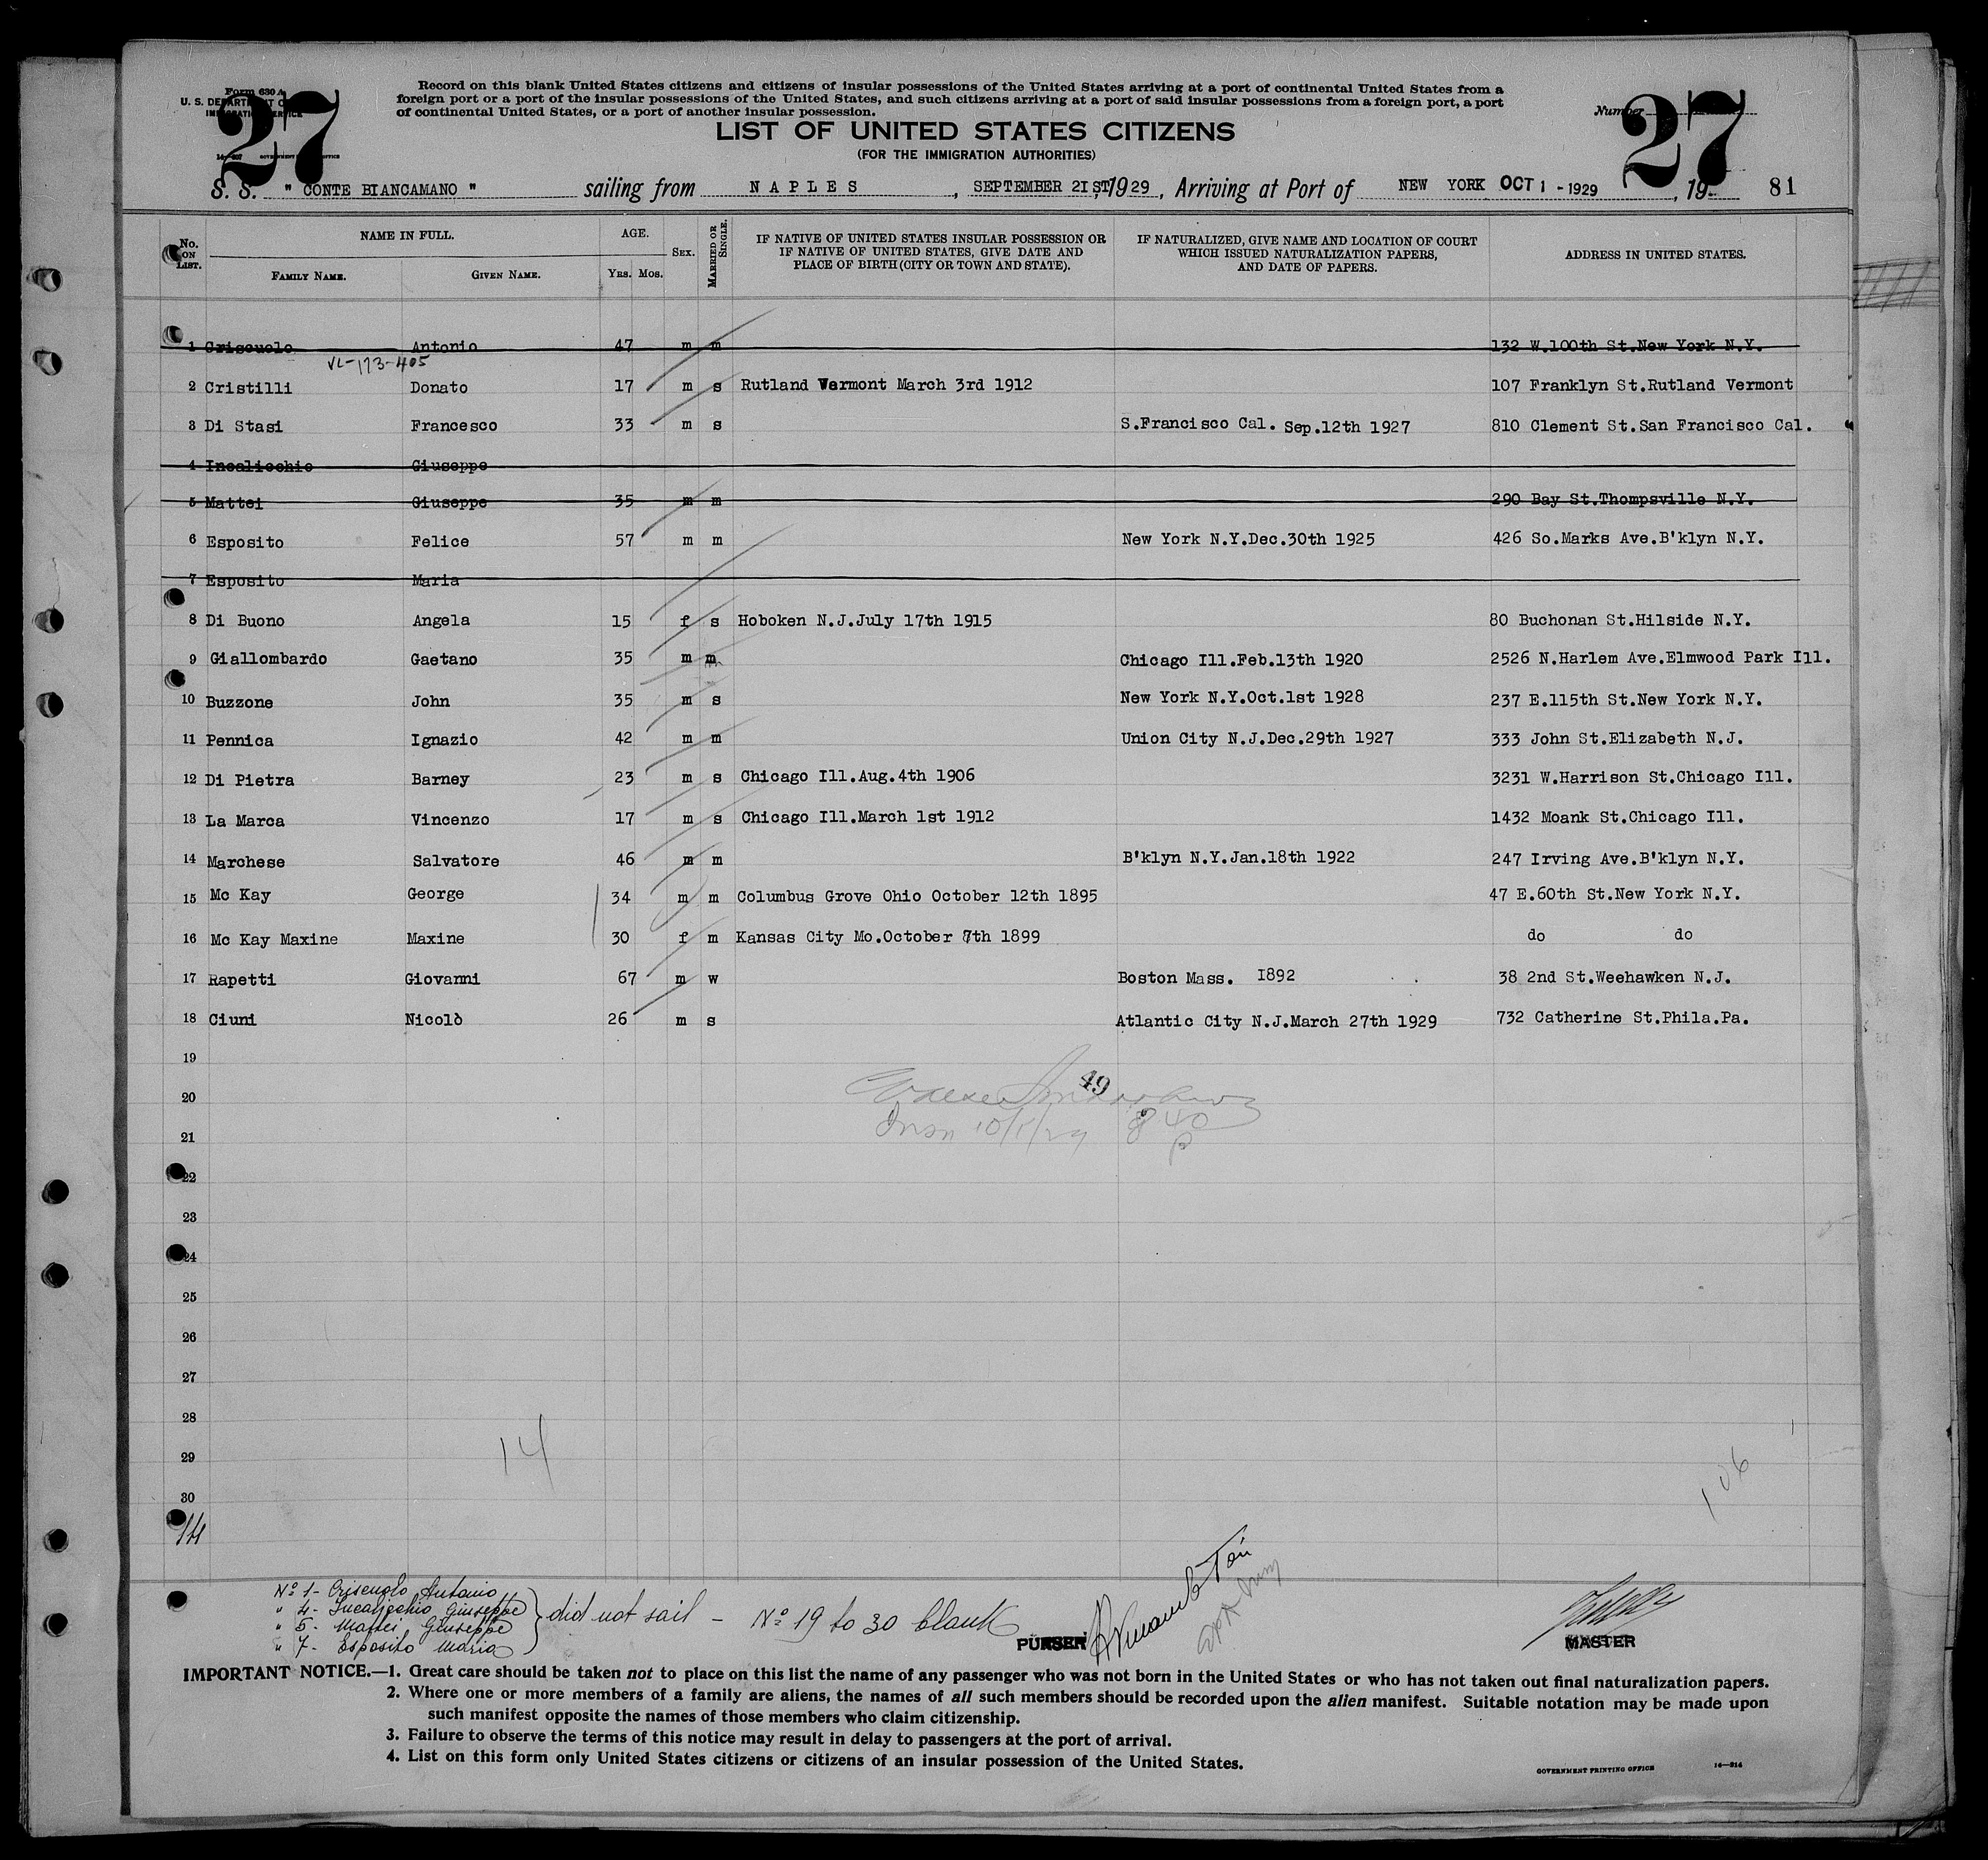 27
Form 630 A
U. S. DEPARTMENT O
IMMIGRATION SERVICE
Record on this blank United States citizens and citizens of insular possessions of the United States arriving at a port of continental United States from a
foreign port or a port of the insular possessions of the United States, and such citizens arriving at a port of said insular possessions from a foreign port, a port
of continental United States, or a port of another insular possession.
Number 27
LIST OF UNITED STATES CITIZENS
(FOR THE IMMIGRATION AUTHORITIES)
S. S. " CONTE BIANCAMANO " sailing from NAPLES, SEPTEMBER 21ST, 1929, Arriving at Port of NEW YORK OCT 1 - 1929, 19 81
No. ON LIST. NAME IN FULL. FAMILY NAME. GIVEN NAME. AGE. YRS. MOS. SEX. MARRIED OR SINGLE. IF NATIVE OF UNITED STATES INSULAR POSSESSION OR IF NATIVE OF UNITED STATES, GIVE DATE AND PLACE OF BIRTH (CITY OR TOWN AND STATE). IF NATURALIZED, GIVE NAME AND LOCATION OF COURT WHICH ISSUED NATURALIZATION PAPERS, AND DATE OF PAPERS. ADDRESS IN UNITED STATES.
1 Criscuolo Antonio 47 m m 132 W.100th St.New York N.Y.
VL-173-405
2 Cristilli Donato 17 m s Rutland Vermont March 3rd 1912 107 Franklyn St.Rutland Vermont
3 Di Stasi Francesco 33 m s S.Francisco Cal. Sep.12th 1927 810 Clement St.San Francisco Cal.
4 Incalicchio Giuseppe
5 Mattei Giuseppe 35 m m 290 Bay St.Thompsville N.Y.
6 Esposito Felice 57 m m New York N.Y.Dec.30th 1925 426 So.Marks Ave.B'klyn N.Y.
7 Esposito Maria
8 Di Buono Angela 15 f s Hoboken N.J.July 17th 1915 80 Buchonan St.Hilside N.Y.
9 Giallombardo Gaetano 35 m m Chicago Ill.Feb.13th 1920 2526 N.Harlem Ave.Elmwood Park Ill.
10 Buzzone John 35 m s New York N.Y.Oct.1st 1928 237 E.115th St.New York N.Y.
11 Pennica Ignazio 42 m m Union City N.J.Dec.29th 1927 333 John St.Elizabeth N.J.
12 Di Pietra Barney 23 m s Chicago Ill.Aug.4th 1906 3231 W.Harrison St.Chicago Ill.
13 La Marca Vincenzo 17 m s Chicago Ill.March 1st 1912 1432 Moank St.Chicago Ill.
14 Marchese Salvatore 46 m m B'klyn N.Y.Jan.18th 1922 247 Irving Ave.B'klyn N.Y.
15 Mc Kay George 34 m m Columbus Grove Ohio October 12th 1895 47 E.60th St.New York N.Y.
16 Mc Kay Maxine Maxine 30 f m Kansas City Mo.October 7th 1899 do do
17 Rapetti Giovanni 67 m w Boston Mass. 1892 38 2nd St.Weehawken N.J.
18 Ciuni Nicolò 26 m s Atlantic City N.J.March 27th 1929 732 Catherine St.Phila.Pa.
19
49
20
21
10/1/29 840
22
23
24
25
26
27
28
14
29
106
30
14
Nº 1- Criscuolo Antonio
" 4- Incalicchio Giuseppe
" 5- Mattei Giuseppe
" 7- Esposito Maria
did not sail - Nº 19 to 30 blank
PURSER
MASTER
IMPORTANT NOTICE.—1. Great care should be taken not to place on this list the name of any passenger who was not born in the United States or who has not taken out final naturalization papers.
2. Where one or more members of a family are aliens, the names of all such members should be recorded upon the alien manifest. Suitable notation may be made upon
such manifest opposite the names of those members who claim citizenship.
3. Failure to observe the terms of this notice may result in delay to passengers at the port of arrival.
4. List on this form only United States citizens or citizens of an insular possession of the United States.
GOVERNMENT PRINTING OFFICE 14—914